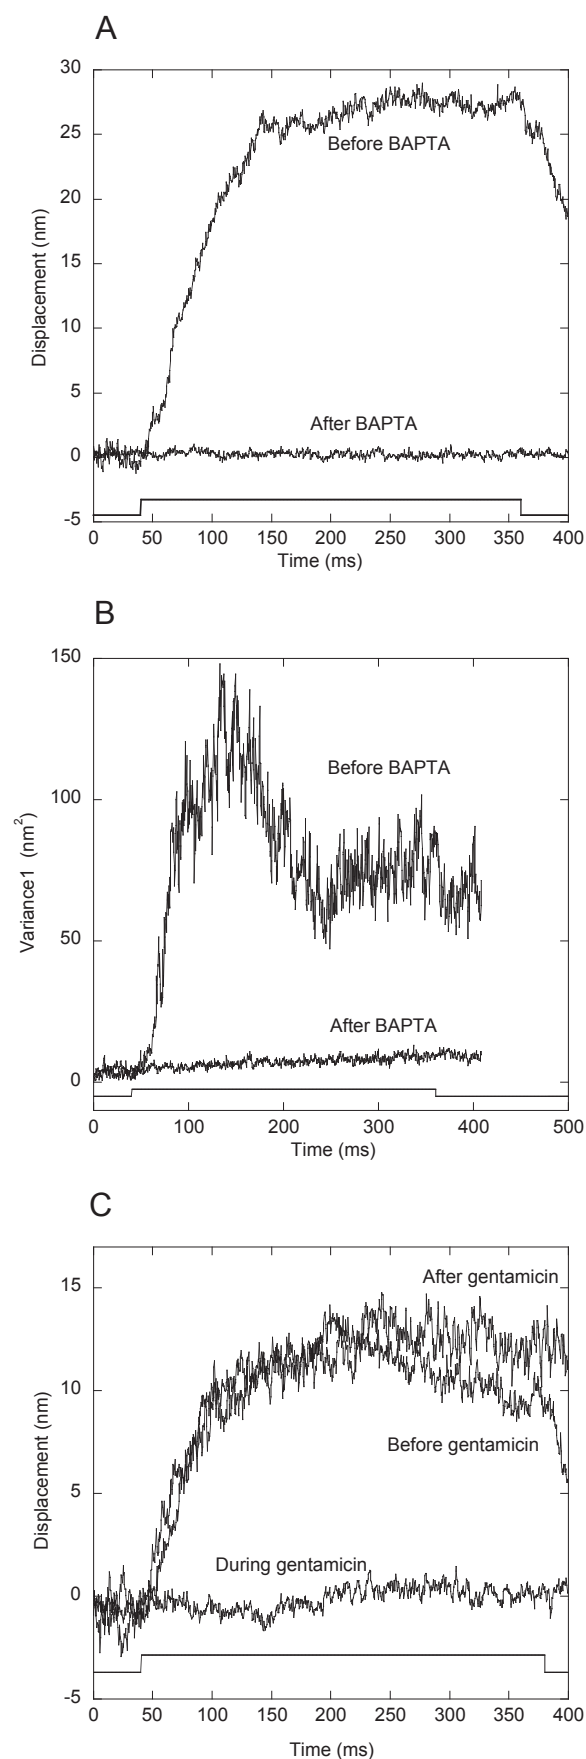 A
30
25
20
15
10
5
0
-5
Displacement (nm)
Before BAPTA
After BAPTA
0 50 100 150 200 250 300 350 400
Time (ms)
B
150
100
50
0
Variance1 (nm²)
Before BAPTA
After BAPTA
0 100 200 300 400 500
Time (ms)
C
15
10
5
0
-5
Displacement (nm)
After gentamicin
Before gentamicin
During gentamicin
0 50 100 150 200 250 300 350 400
Time (ms)